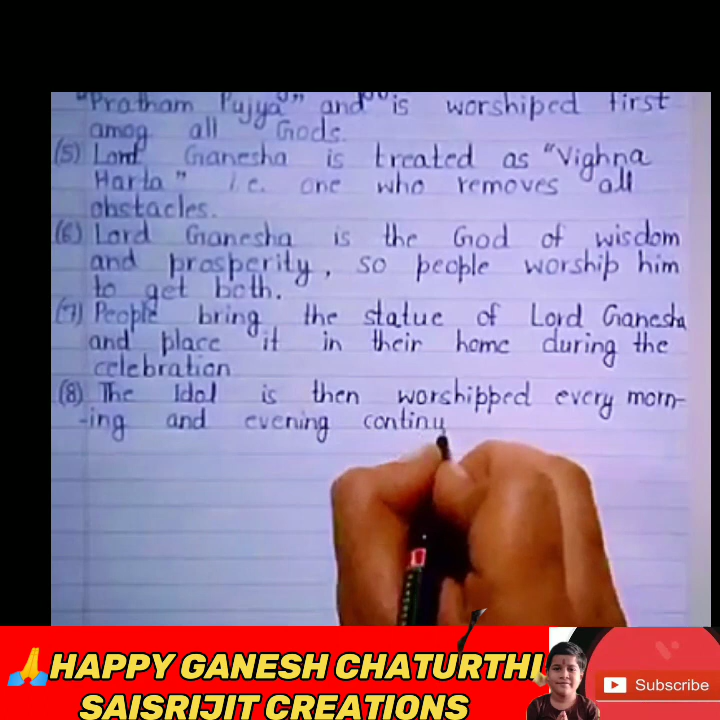 "Pratham Pujya" and is worshiped first
amog all Gods.
(5) Lord Ganesha is treated as "Vighna
Harta" i.e. one who removes all
obstacles.
(6) Lord Ganesha is the God of wisdom
and prosperity, so people worship him
to get both.
(7) People bring the statue of Lord Ganesha
and place it in their home during the
celebration
(8) The Idol is then worshipped every morn-
-ing and evening continu
🙏HAPPY GANESH CHATURTHI
SAISRIJIT CREATIONS
Subscribe